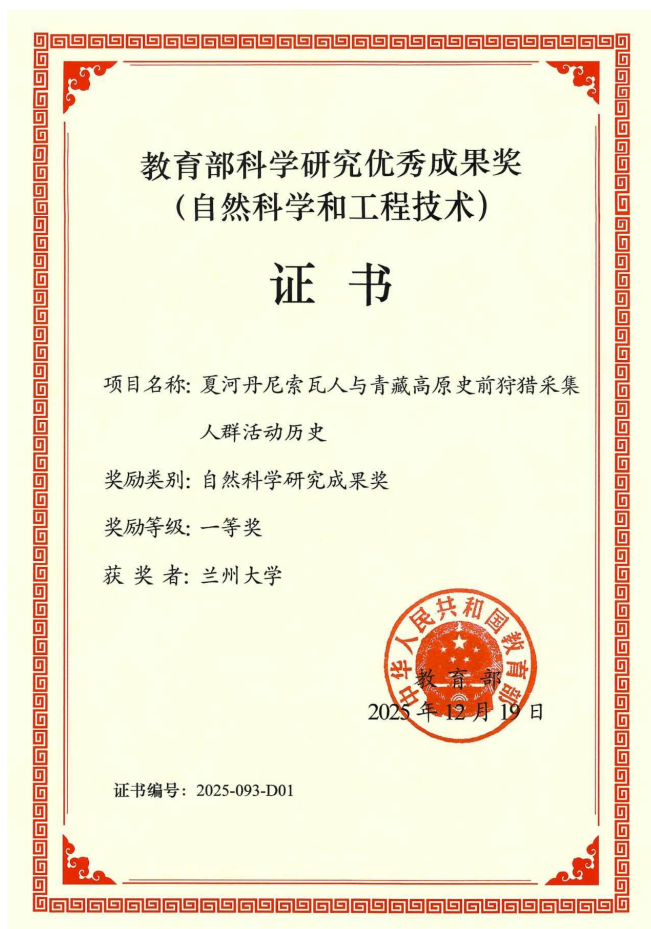 教育部科学研究优秀成果奖
（自然科学和工程技术）
证书
项目名称: 夏河丹尼索瓦人与青藏高原史前狩猎采集
人群活动历史
奖励类别: 自然科学研究成果奖
奖励等级: 一等奖
获奖者: 兰州大学
中华人民共和国教育部
教育部
2025年12月19日
证书编号：2025-093-D01